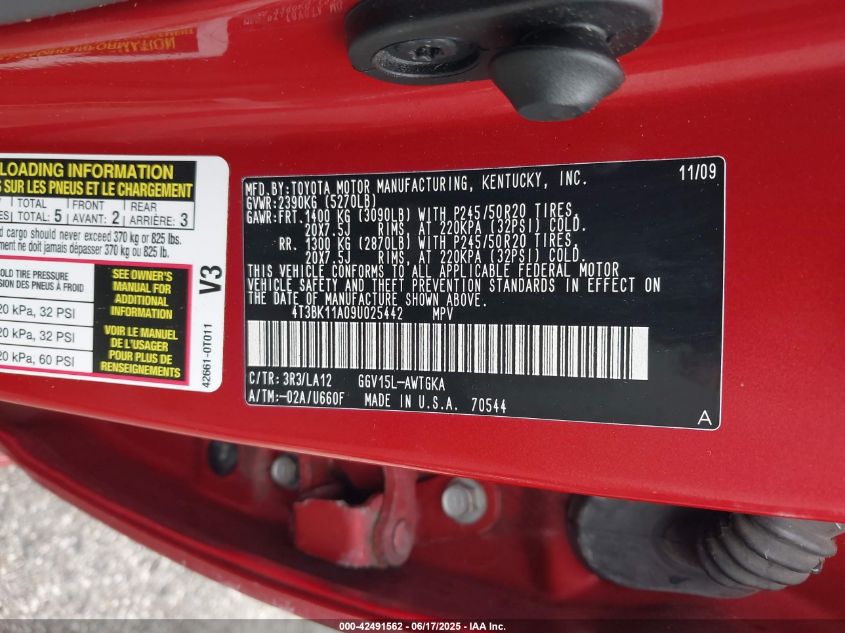 LOADING INFORMATION
SUR LES PNEUS ET LE CHARGEMENT
TOTAL: 5 FRONT AVANT: 2 REAR ARRIÈRE: 3
d cargo should never exceed 370 kg or 825 lbs.
ment ne doit jamais dépasser 370 kg ou 825 lb.
OLD TIRE PRESSURE
SION DES PNEUS À FROID
20 kPa, 32 PSI
20 kPa, 32 PSI
20 kPa, 60 PSI
SEE OWNER'S
MANUAL FOR
ADDITIONAL
INFORMATION
VOIR LE MANUEL
DE L'USAGER
POUR PLUS DE
RENSEIGNEMENTS
V3
42661-0T011
MFD.BY:TOYOTA MOTOR MANUFACTURING, KENTUCKY, INC. 11/09
GVWR:2390KG (5270LB)
GAWR:FRT. 1400 KG (3090LB) WITH P245/50R20 TIRES,
20X7.5J RIMS, AT 220KPA (32PSI) COLD.
RR. 1300 KG (2870LB) WITH P245/50R20 TIRES,
20X7.5J RIMS, AT 220KPA (32PSI) COLD.
THIS VEHICLE CONFORMS TO ALL APPLICABLE FEDERAL MOTOR
VEHICLE SAFETY AND THEFT PREVENTION STANDARDS IN EFFECT ON
THE DATE OF MANUFACTURE SHOWN ABOVE.
4T3BK11A09U025442 MPV
C/TR: 3R3/LA12 GGV15L-AWTGKA
A/TM:-02A/U660F MADE IN U.S.A. 70544
A
000-42491562 - 06/17/2025 - IAA Inc.